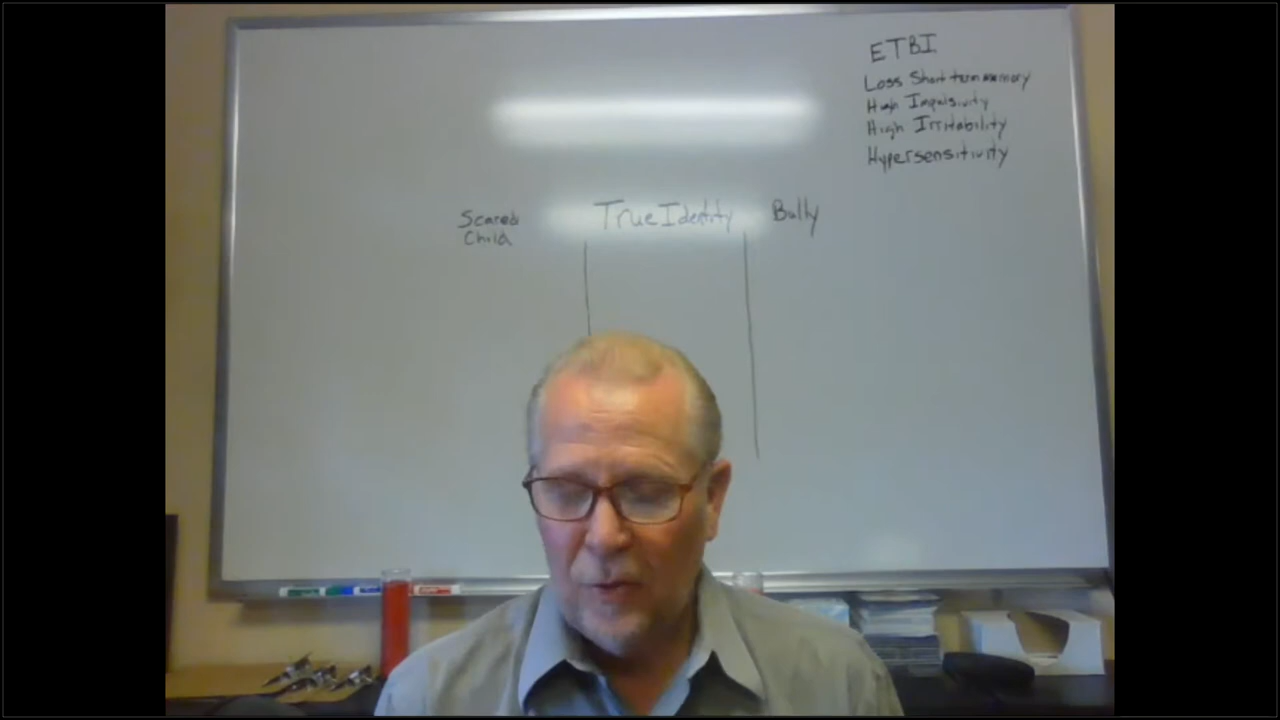 ETBI
Loss Short term memory
High Impulsivity
High Irritability
Hypersensitivity
Scared
Child
True Identity
Bully